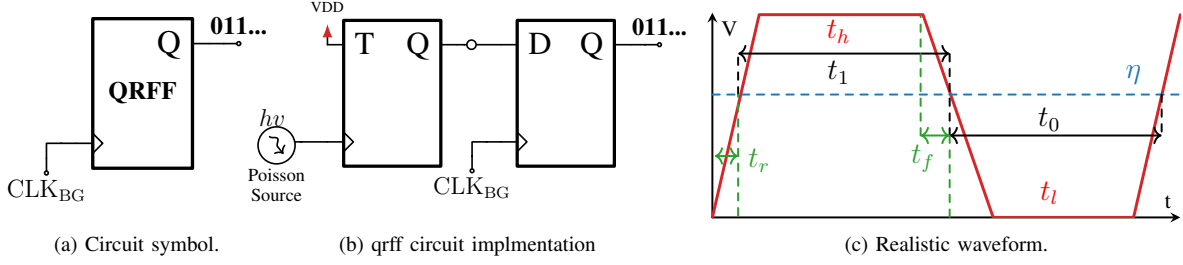 Q
011...
QRFF
CLK_BG
(a) Circuit symbol.
VDD
T
Q
D
Q
011...
hv
Poisson
Source
CLK_BG
(b) qrff circuit implmentation
V
t_h
t_1
η
t_0
t_r
t_f
t_l
t
(c) Realistic waveform.